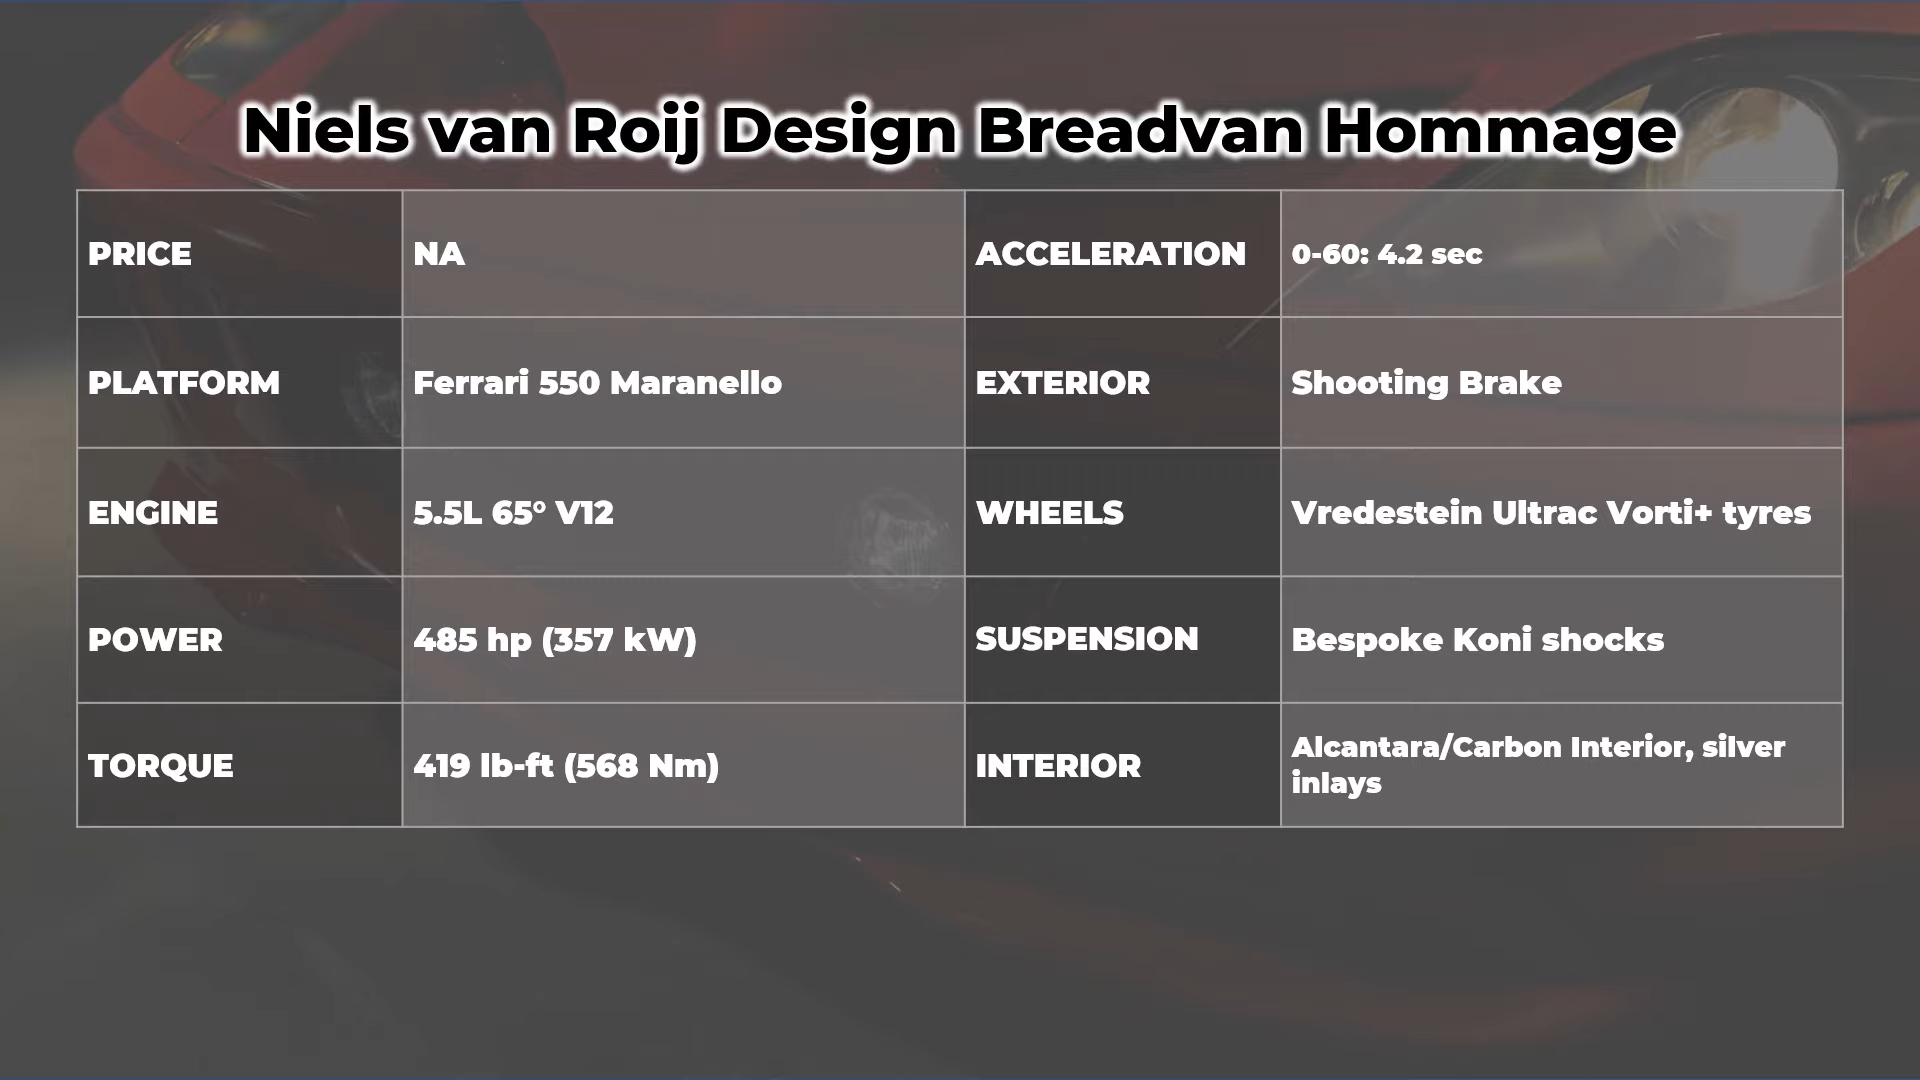 Niels van Roij Design Breadvan Hommage
PRICE NA ACCELERATION 0-60: 4.2 sec
PLATFORM Ferrari 550 Maranello EXTERIOR Shooting Brake
ENGINE 5.5L 65° V12 WHEELS Vredestein Ultrac Vorti+ tyres
POWER 485 hp (357 kW) SUSPENSION Bespoke Koni shocks
TORQUE 419 lb-ft (568 Nm) INTERIOR Alcantara/Carbon Interior, silver
inlays